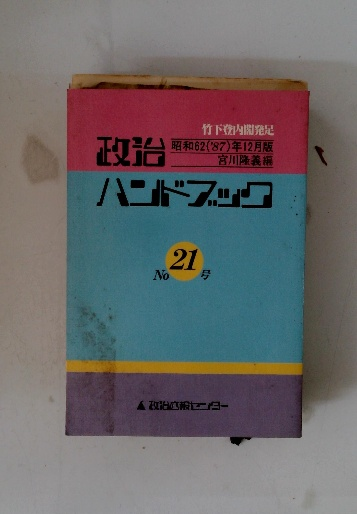 竹下登内閣発足
政治
昭和62('87)年12月版
宮川隆義編
ハンドブック
No 21 号
政治広報センター